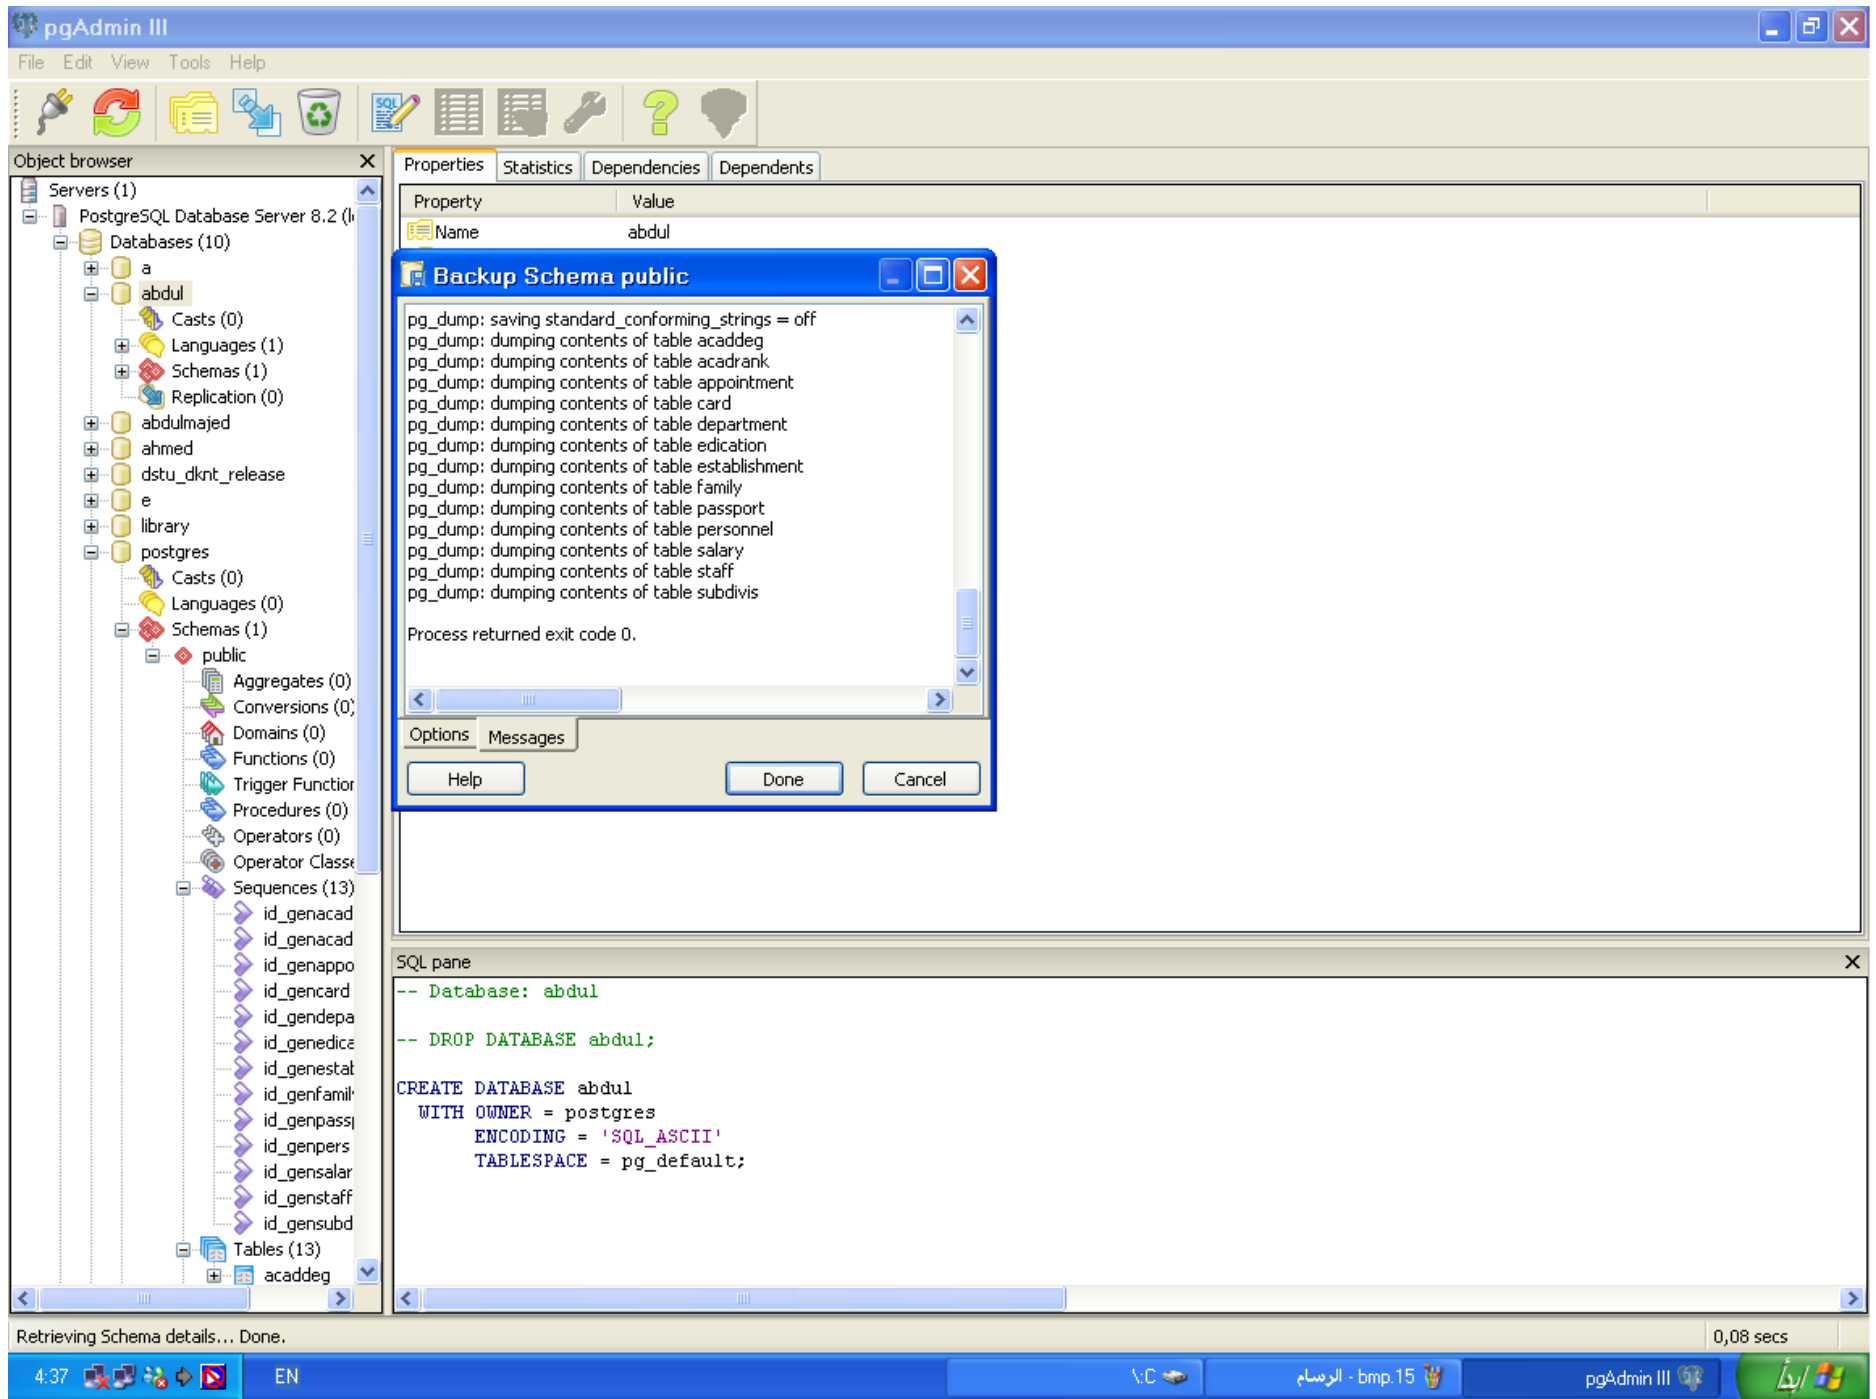 pgAdmin III
File Edit View Tools Help
SQL
Object browser
Servers (1)
PostgreSQL Database Server 8.2 (l
Databases (10)
a
abdul
Casts (0)
Languages (1)
Schemas (1)
Replication (0)
abdulmajed
ahmed
dstu_dknt_release
e
library
postgres
Casts (0)
Languages (0)
Schemas (1)
public
Aggregates (0)
Conversions (0)
Domains (0)
Functions (0)
Trigger Function
Procedures (0)
Operators (0)
Operator Classe
Sequences (13)
id_genacad
id_genacad
id_genappo
id_gencard
id_gendepa
id_genedica
id_genestab
id_genfamily
id_genpassp
id_genpers
id_gensalar
id_genstaff
id_gensubd
Tables (13)
acaddeg
Properties Statistics Dependencies Dependents
Property Value
Name abdul
Backup Schema public
pg_dump: saving standard_conforming_strings = off
pg_dump: dumping contents of table acaddeg
pg_dump: dumping contents of table acadrank
pg_dump: dumping contents of table appointment
pg_dump: dumping contents of table card
pg_dump: dumping contents of table department
pg_dump: dumping contents of table edication
pg_dump: dumping contents of table establishment
pg_dump: dumping contents of table family
pg_dump: dumping contents of table passport
pg_dump: dumping contents of table personnel
pg_dump: dumping contents of table salary
pg_dump: dumping contents of table staff
pg_dump: dumping contents of table subdivis
Process returned exit code 0.
Options Messages
Help Done Cancel
SQL pane
-- Database: abdul
-- DROP DATABASE abdul;
CREATE DATABASE abdul
WITH OWNER = postgres
ENCODING = 'SQL_ASCII'
TABLESPACE = pg_default;
Retrieving Schema details... Done. 0,08 secs
4:37 EN \:C bmp.15 - الرسام pgAdmin III ابدأ